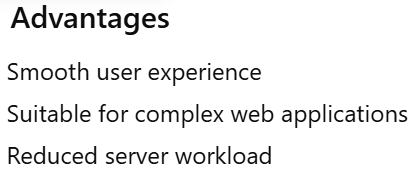 Advantages
Smooth user experience
Suitable for complex web applications
Reduced server workload